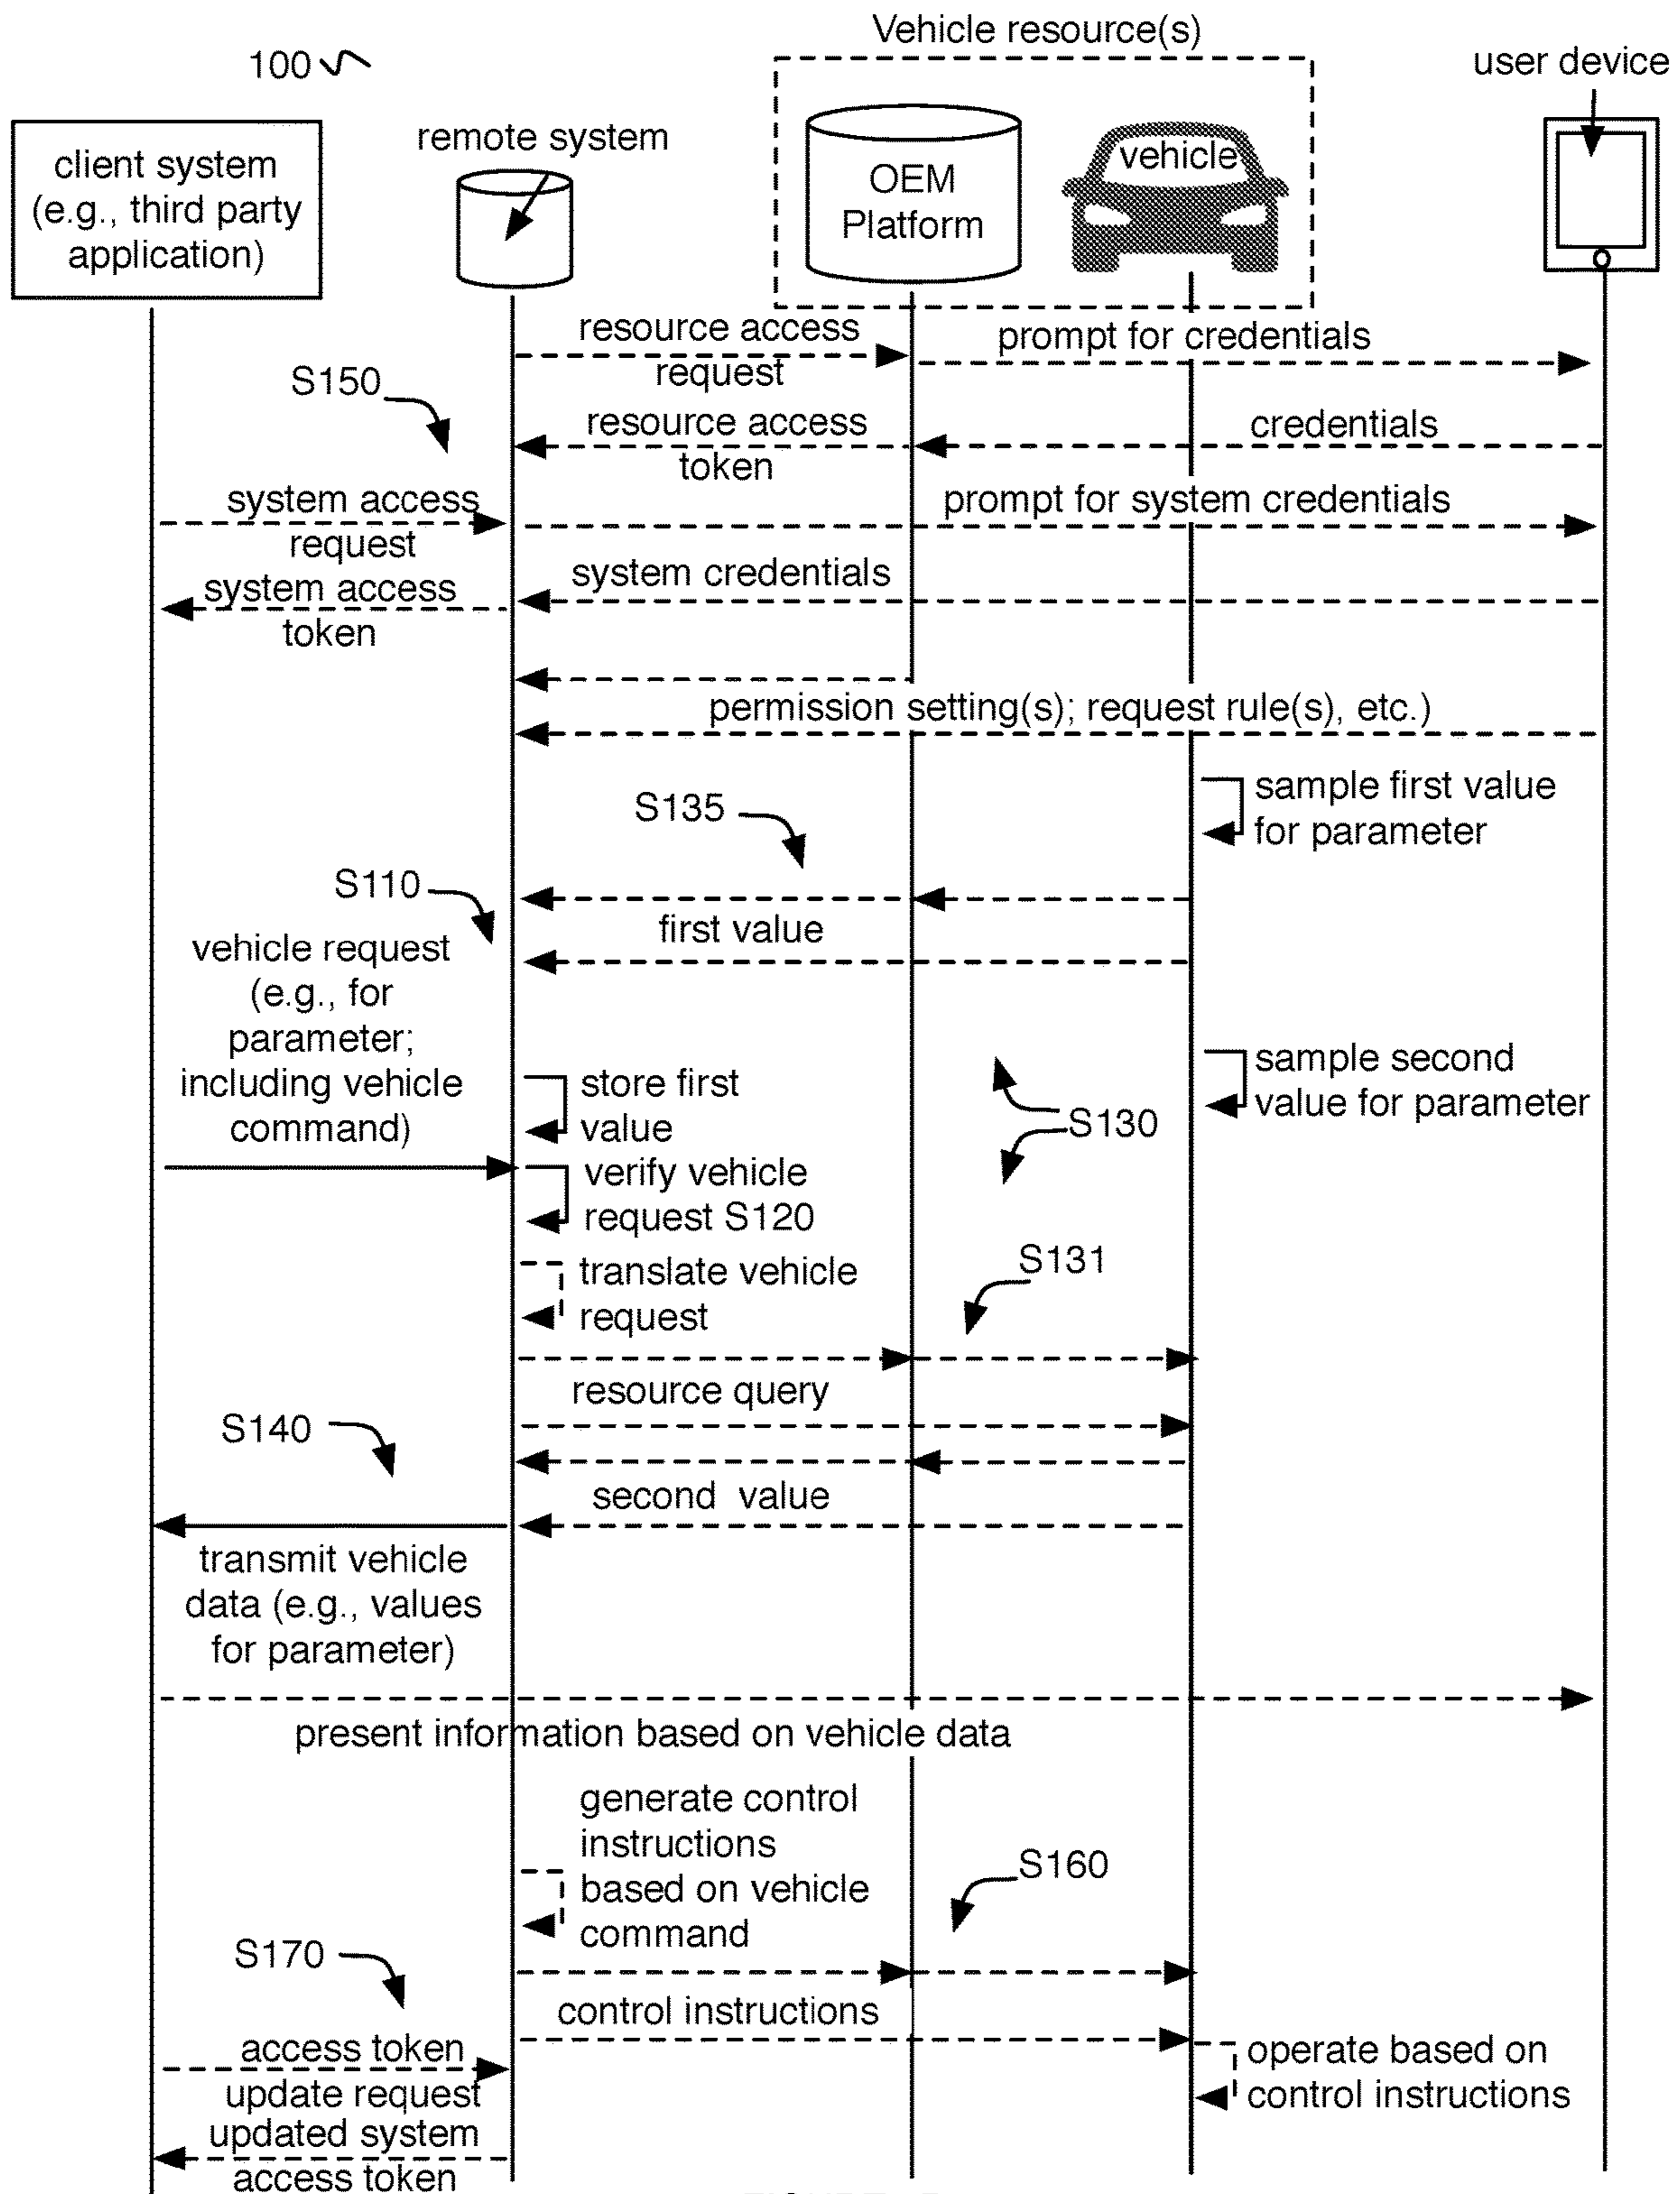 100
Vehicle resource(s)
user device
client system
(e.g., third party
application)
remote system
OEM
Platform
vehicle
resource access
request
prompt for credentials
S150
resource access
token
credentials
system access
request
prompt for system credentials
system access
token
system credentials
permission setting(s); request rule(s), etc.)
sample first value
for parameter
S135
S110
first value
vehicle request
(e.g., for
parameter;
including vehicle
command)
store first
value
sample second
value for parameter
S130
verify vehicle
request S120
translate vehicle
request
S131
resource query
S140
second value
transmit vehicle
data (e.g., values
for parameter)
present information based on vehicle data
generate control
instructions
based on vehicle
command
S160
S170
control instructions
access token
update request
operate based on
control instructions
updated system
access token